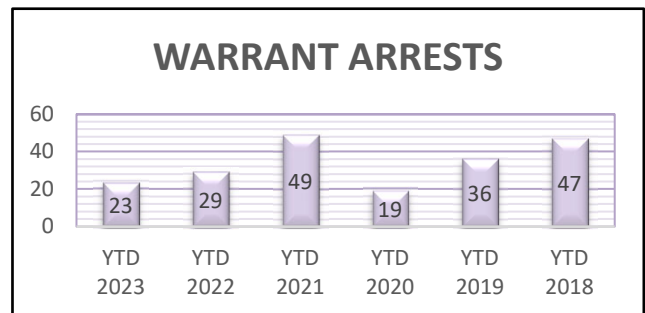 WARRANT ARRESTS
60
40
20
0
23
29
49
19
36
47
YTD 2023
YTD 2022
YTD 2021
YTD 2020
YTD 2019
YTD 2018